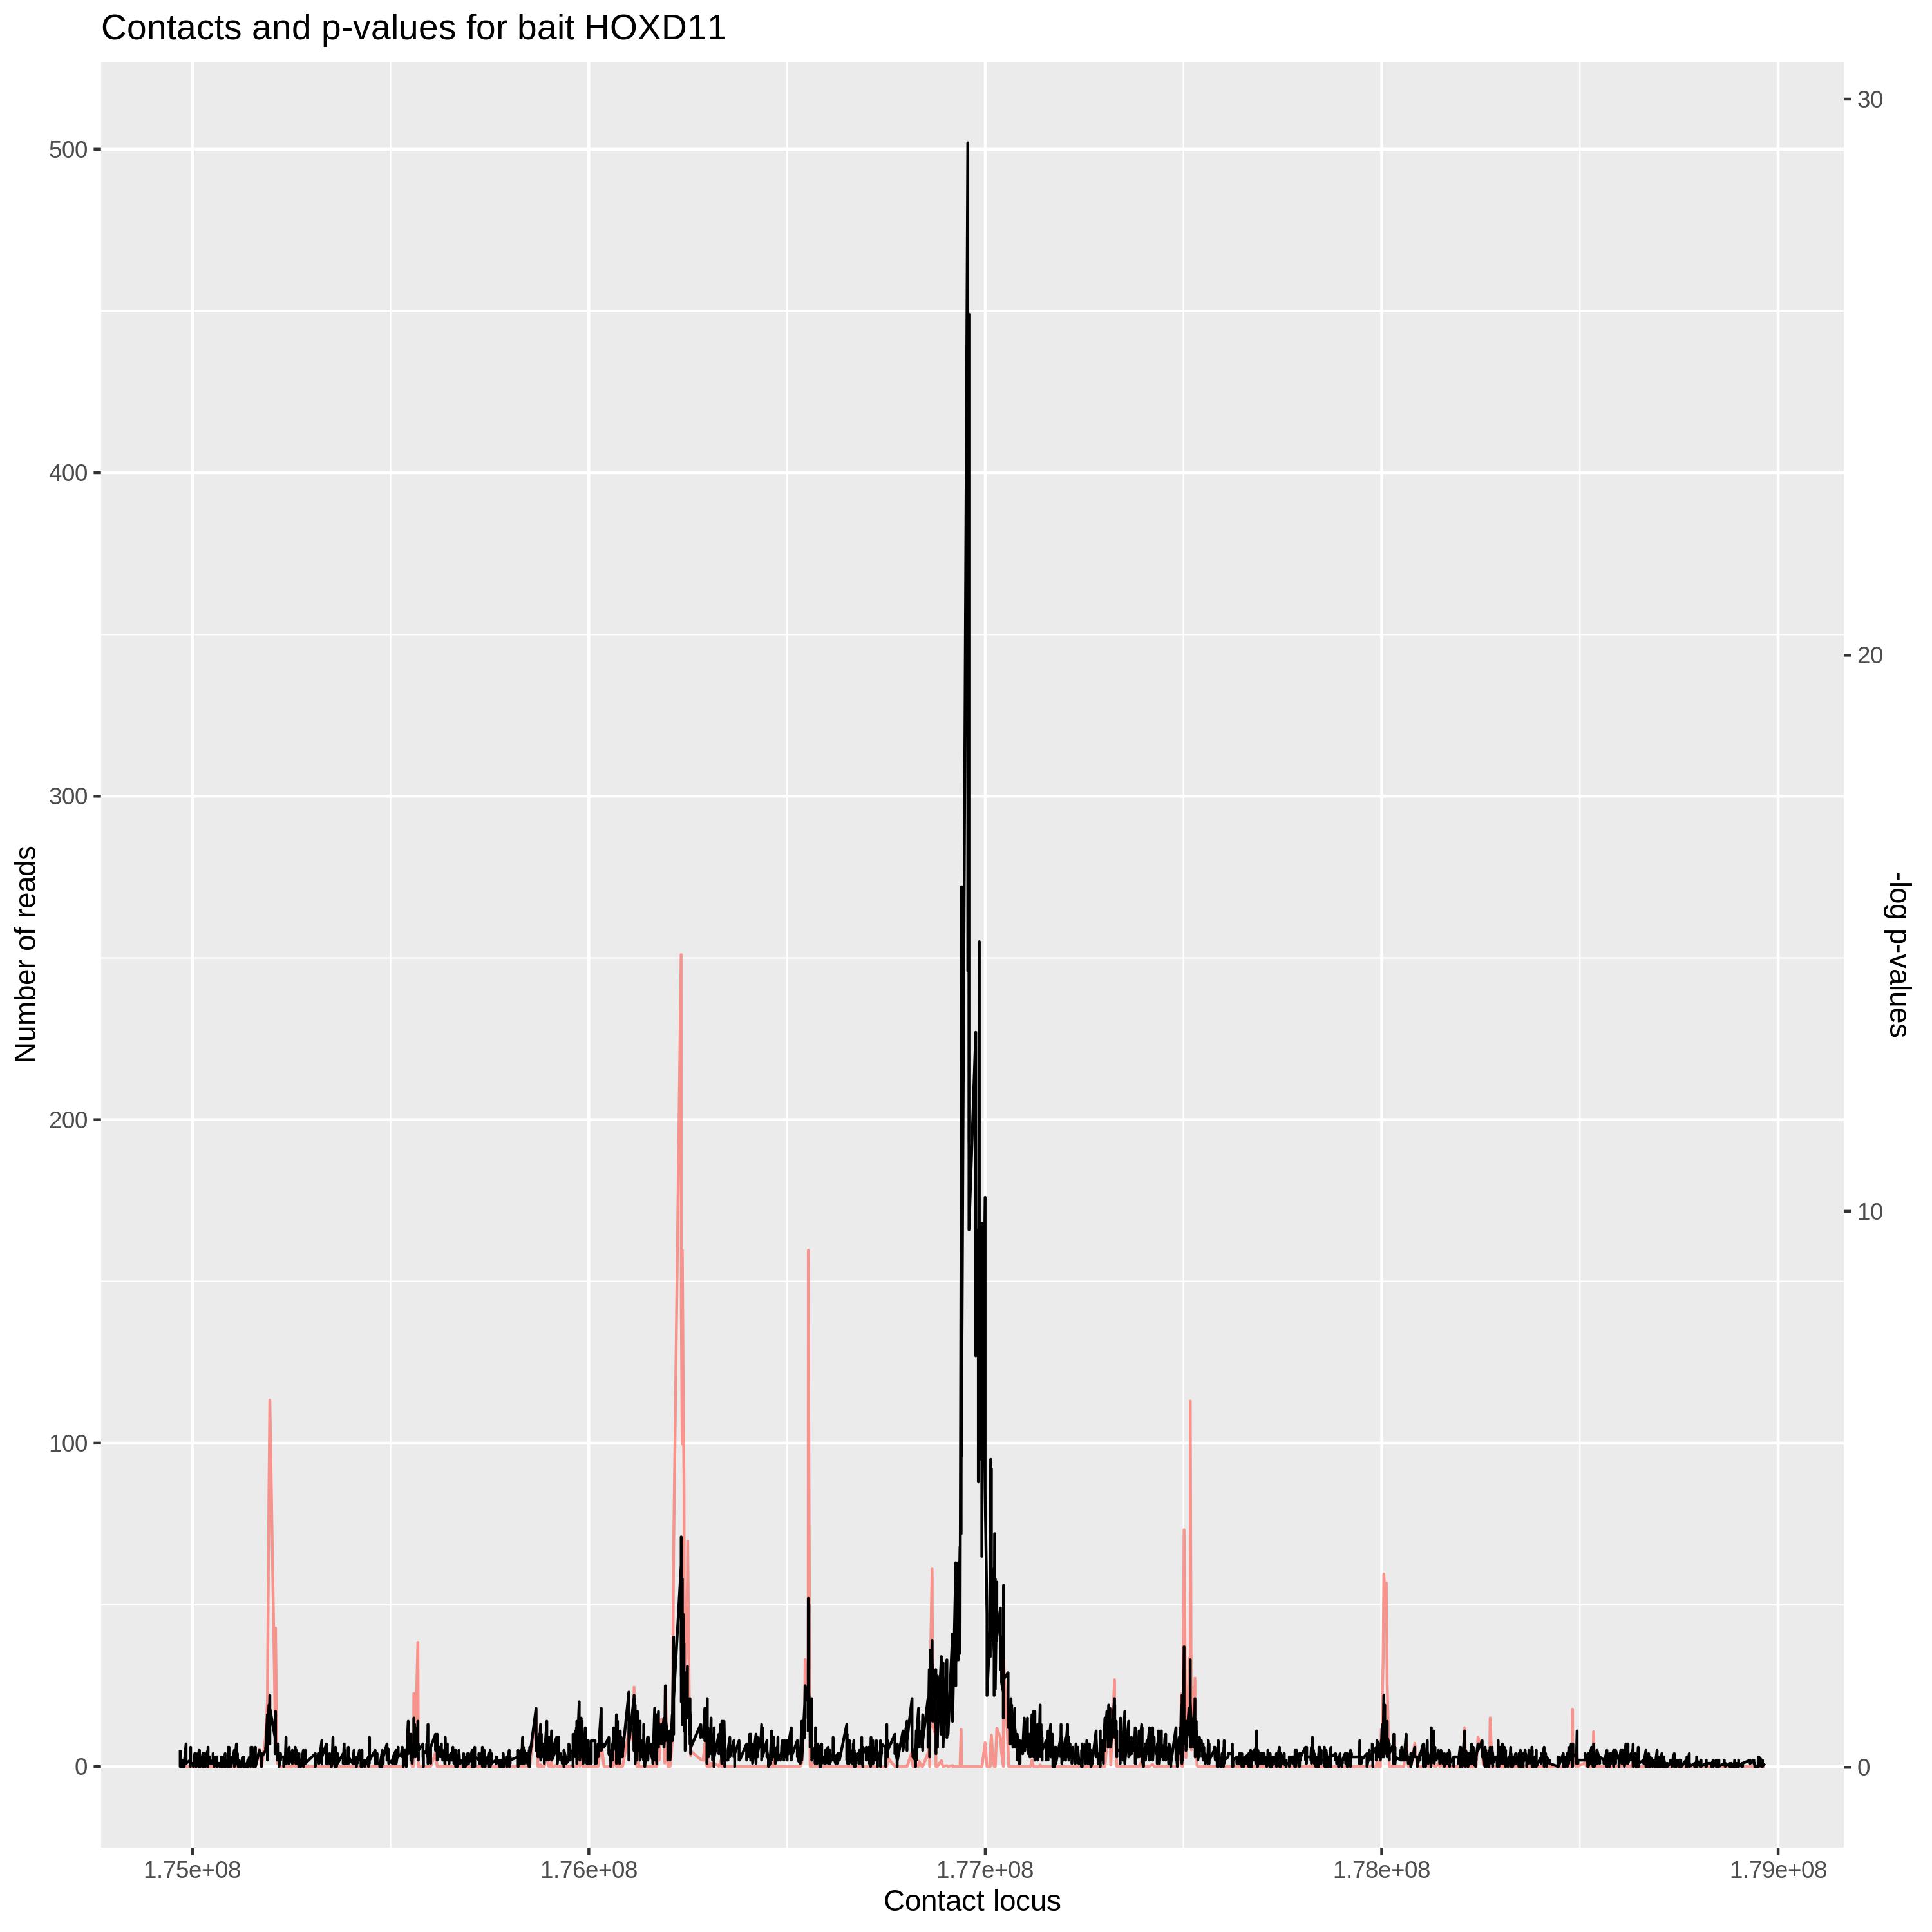 Contacts and p-values for bait HOXD11
500
400
300
200
100
0
Number of reads
30
20
10
0
-log p-values
1.75e+08 1.76e+08 1.77e+08 1.78e+08 1.79e+08
Contact locus